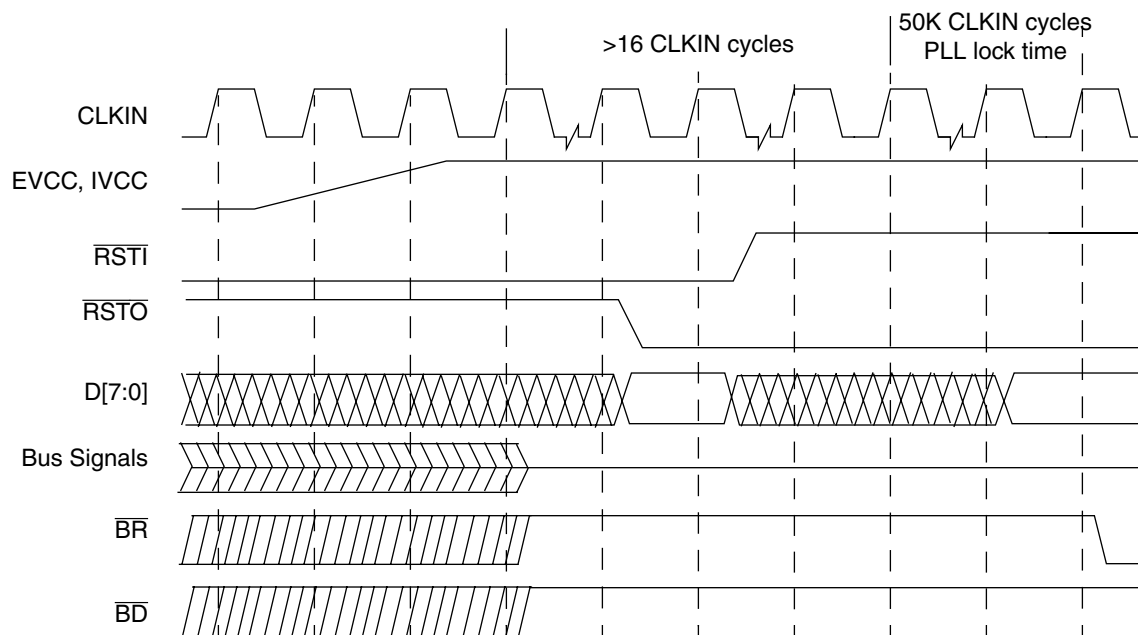 >16 CLKIN cycles
50K CLKIN cycles
PLL lock time
CLKIN
EVCC, IVCC
RSTI
RSTO
D[7:0]
Bus Signals
BR
BD